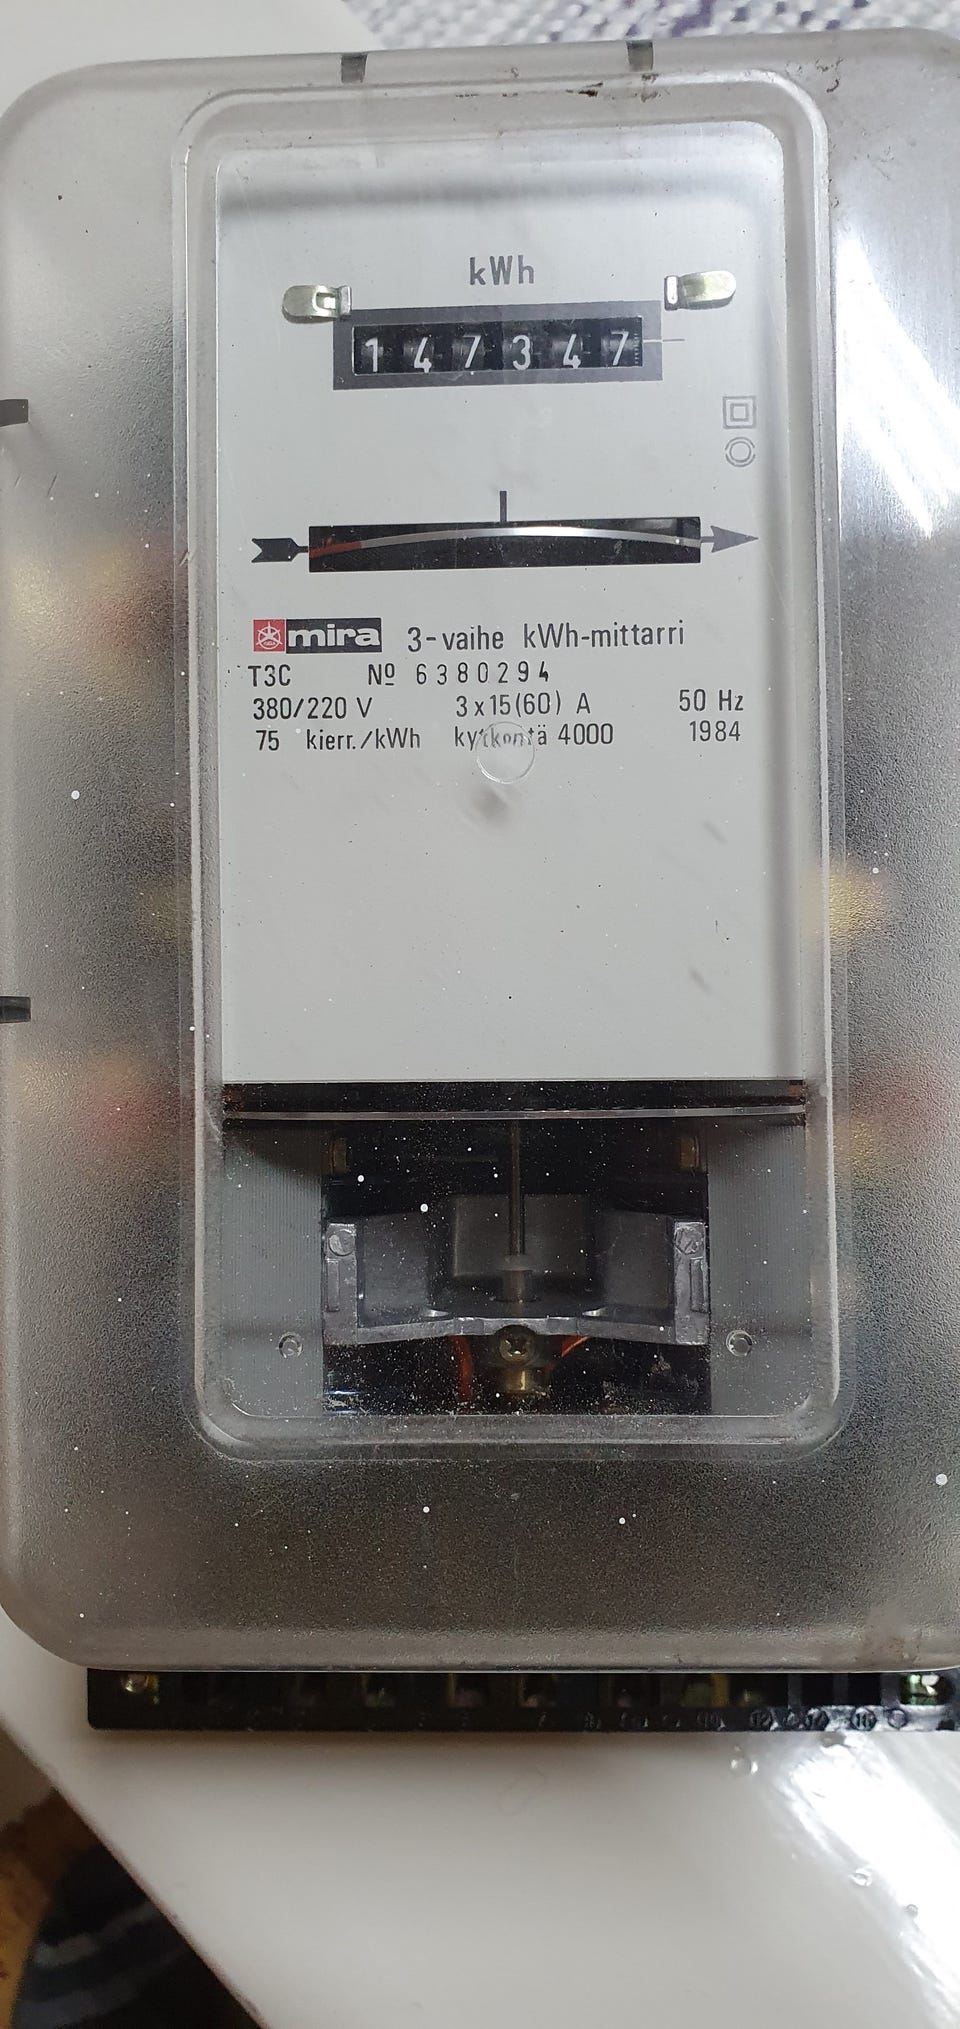 kWh
147347
mira 3-vaihe kWh-mittarri
T3C Nº 6380294
380/220 V 3x15(60) A 50 Hz
75 kierr./kWh kytkentä 4000 1984